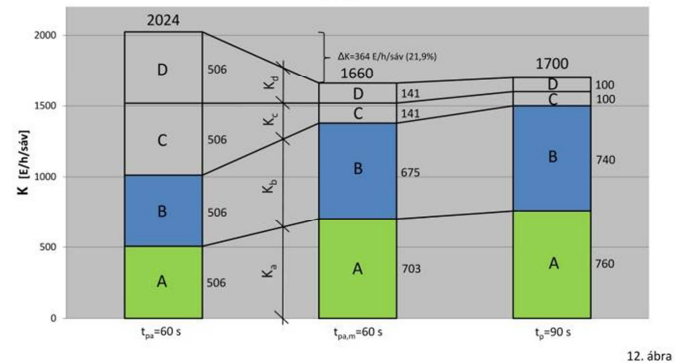 2024
ΔK=364 E/h/sáv (21,9%)
1660
1700
K [E/h/sáv]
2000
1500
1000
500
0
D 506
C 506
B 506
A 506
K_d
K_c
K_b
K_a
D 141
C 141
B 675
A 703
D 100
C 100
B 740
A 760
t_pa=60 s
t_pa,m=60 s
t_p=90 s
12. ábra